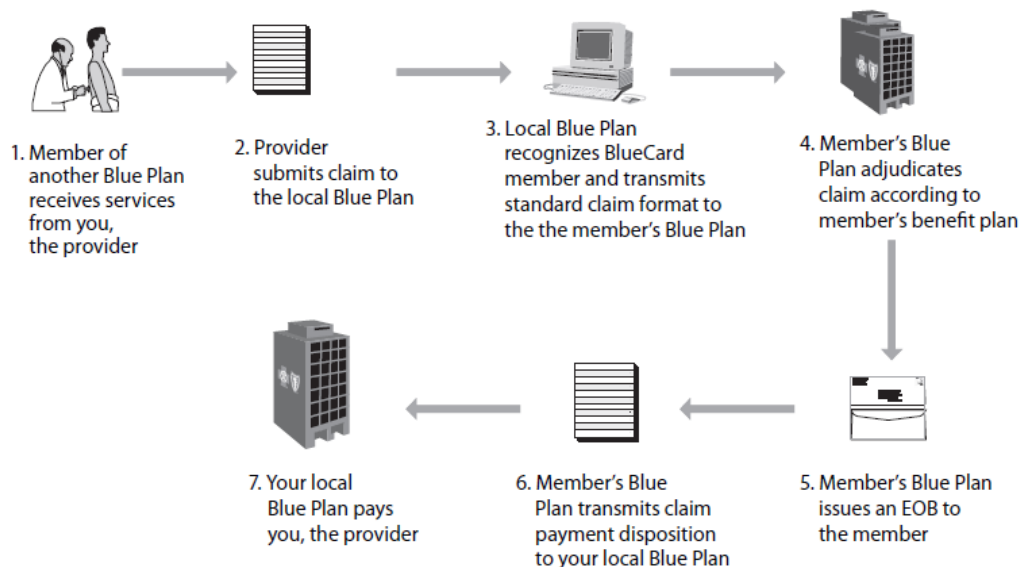 1. Member of
another Blue Plan
receives services
from you,
the provider
2. Provider
submits claim to
the local Blue Plan
3. Local Blue Plan
recognizes BlueCard
member and transmits
standard claim format to
the the member's Blue Plan
4. Member's Blue
Plan adjudicates
claim according to
member's benefit plan
7. Your local
Blue Plan pays
you, the provider
6. Member's Blue
Plan transmits claim
payment disposition
to your local Blue Plan
5. Member's Blue Plan
issues an EOB to
the member